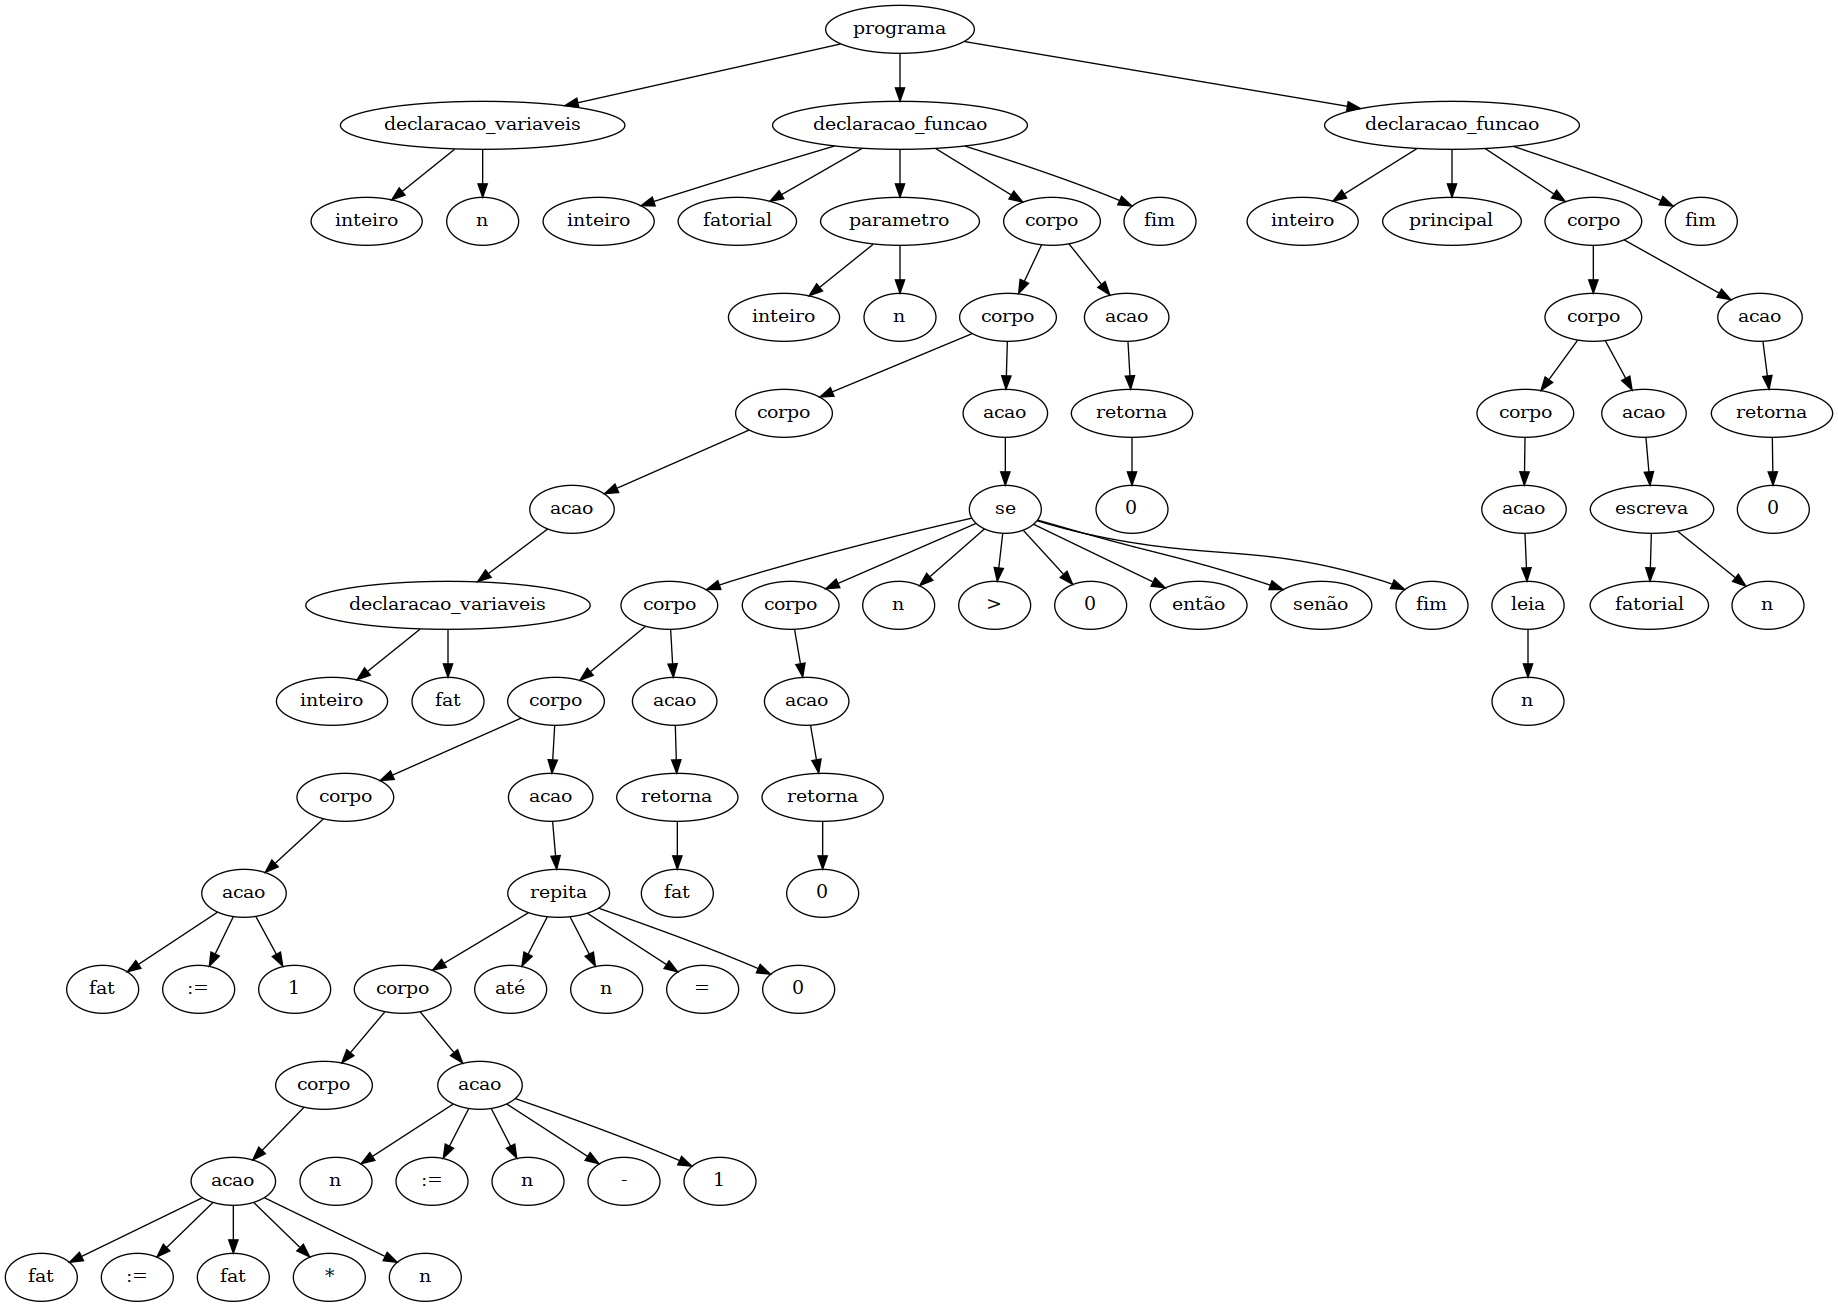 programa
declaracao_variaveis
declaracao_funcao
declaracao_funcao
inteiro
n
inteiro
fatorial
parametro
corpo
fim
inteiro
principal
corpo
fim
inteiro
n
corpo
acao
corpo
acao
corpo
acao
retorna
corpo
acao
retorna
acao
se
0
acao
escreva
0
declaracao_variaveis
corpo
corpo
n
>
0
então
senão
fim
leia
fatorial
n
inteiro
fat
corpo
acao
acao
n
corpo
acao
retorna
retorna
acao
repita
fat
0
fat
:=
1
corpo
até
n
=
0
corpo
acao
acao
n
:=
n
-
1
fat
:=
fat
*
n